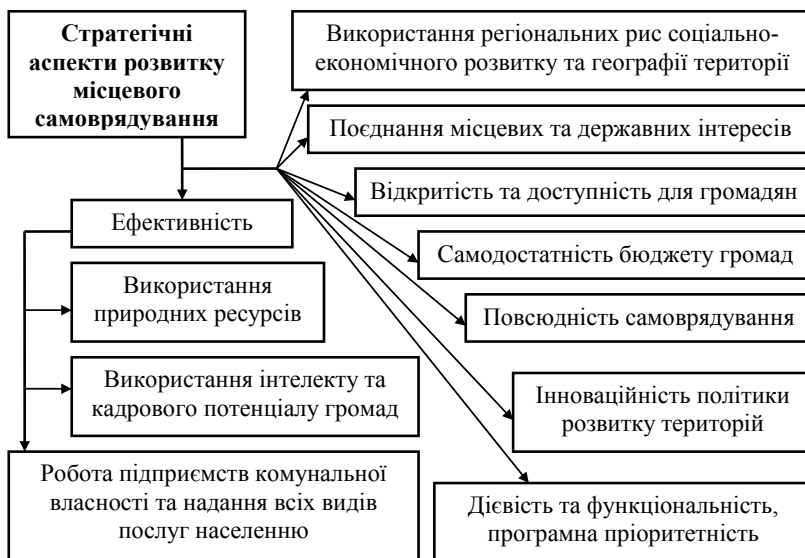 Стратегічні
аспекти розвитку
місцевого
самоврядування
Використання регіональних рис соціально-
економічного розвитку та географії території
Поєднання місцевих та державних інтересів
Відкритість та доступність для громадян
Ефективність
Самодостатність бюджету громад
Використання
природних ресурсів
Повсюдність самоврядування
Використання інтелекту та
кадрового потенціалу громад
Інноваційність політики
розвитку територій
Робота підприємств комунальної
власності та надання всіх видів
послуг населенню
Дієвість та функціональність,
програмна пріоритетність